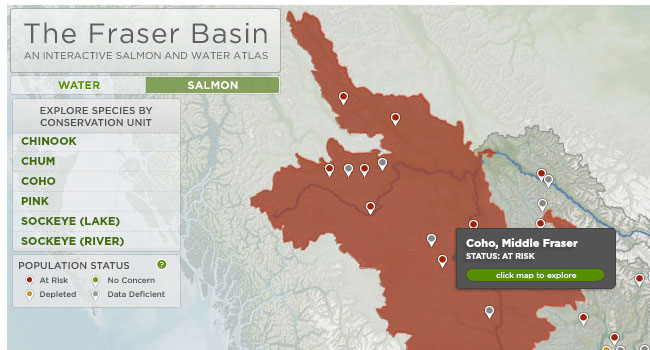 The Fraser Basin
AN INTERACTIVE SALMON AND WATER ATLAS
WATER
SALMON
EXPLORE SPECIES BY
CONSERVATION UNIT
CHINOOK
CHUM
COHO
PINK
SOCKEYE (LAKE)
SOCKEYE (RIVER)
POPULATION STATUS ?
At Risk
No Concern
Depleted
Data Deficient
Coho, Middle Fraser
STATUS: AT RISK
click map to explore